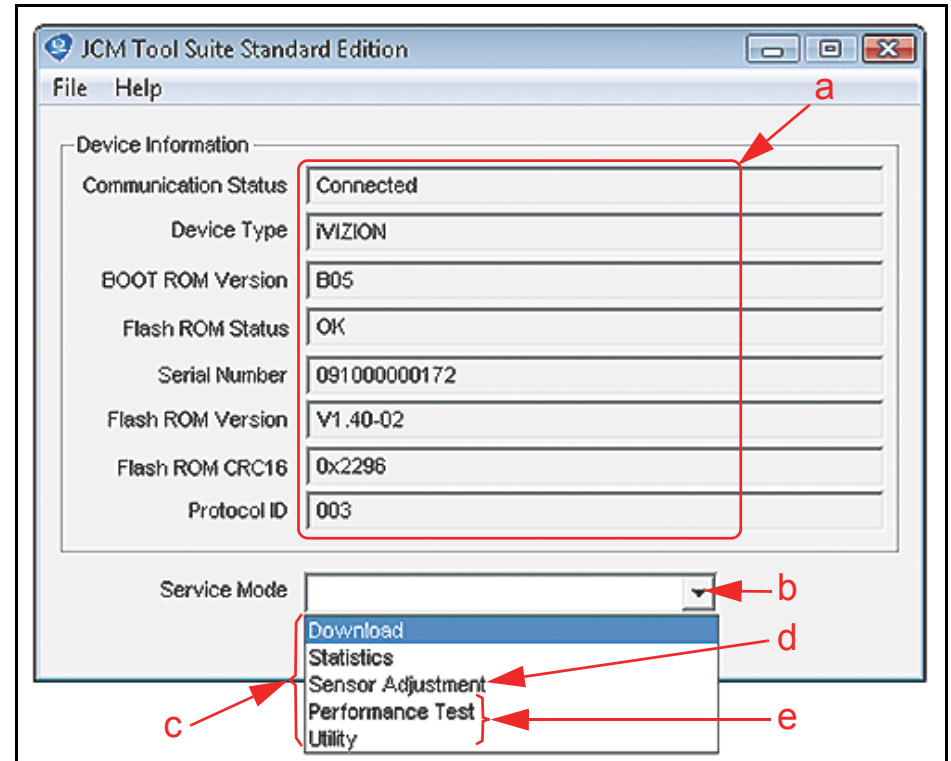 JCM Tool Suite Standard Edition
File Help
a
Device Information
Communication Status Connected
Device Type iVIZION
BOOT ROM Version B05
Flash ROM Status OK
Serial Number 091000000172
Flash ROM Version V1.40-02
Flash ROM CRC16 0x2296
Protocol ID 003
Service Mode b
Download
d
Statistics
Sensor Adjustment
Performance Test
c e
Utility